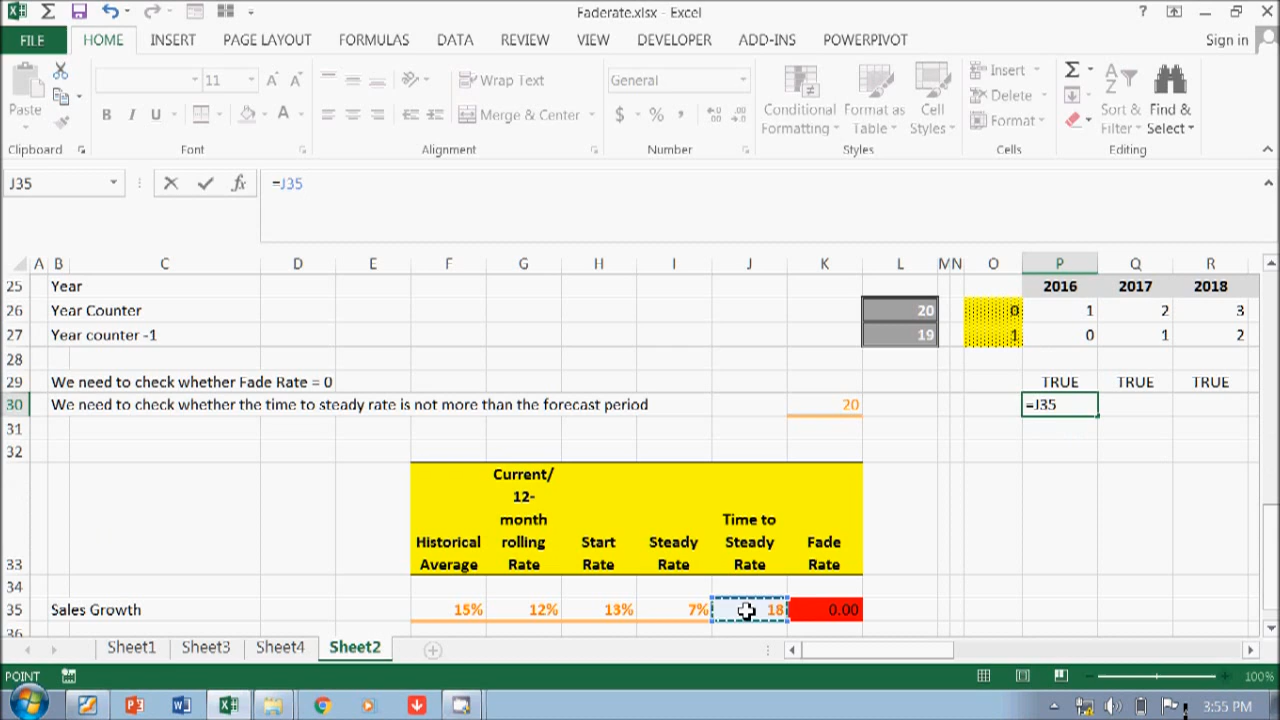 Faderate.xlsx - Excel
FILE HOME INSERT PAGE LAYOUT FORMULAS DATA REVIEW VIEW DEVELOPER ADD-INS POWERPIVOT Sign in
Paste 11 Wrap Text General Conditional Formatting Format as Table Cell Styles Insert Sort & Filter Find & Select
B I U A Merge & Center $ % , Delete
Format
Clipboard Font Alignment Number Styles Cells Editing
J35 fx =J35
A B C D E F G H I J K L M N O P Q R
25 Year 2016 2017 2018
26 Year Counter 20 0 1 2 3
27 Year counter -1 19 1 0 1 2
28
29 We need to check whether Fade Rate = 0 TRUE TRUE TRUE
30 We need to check whether the time to steady rate is not more than the forecast period 20 =J35
31
32
33 Historical Average Current/ 12-month rolling Rate Start Rate Steady Rate Time to Steady Rate Fade Rate
34
35 Sales Growth 15% 12% 13% 7% 18 0.00
36
Sheet1 Sheet3 Sheet4 Sheet2
POINT 100%
3:55 PM